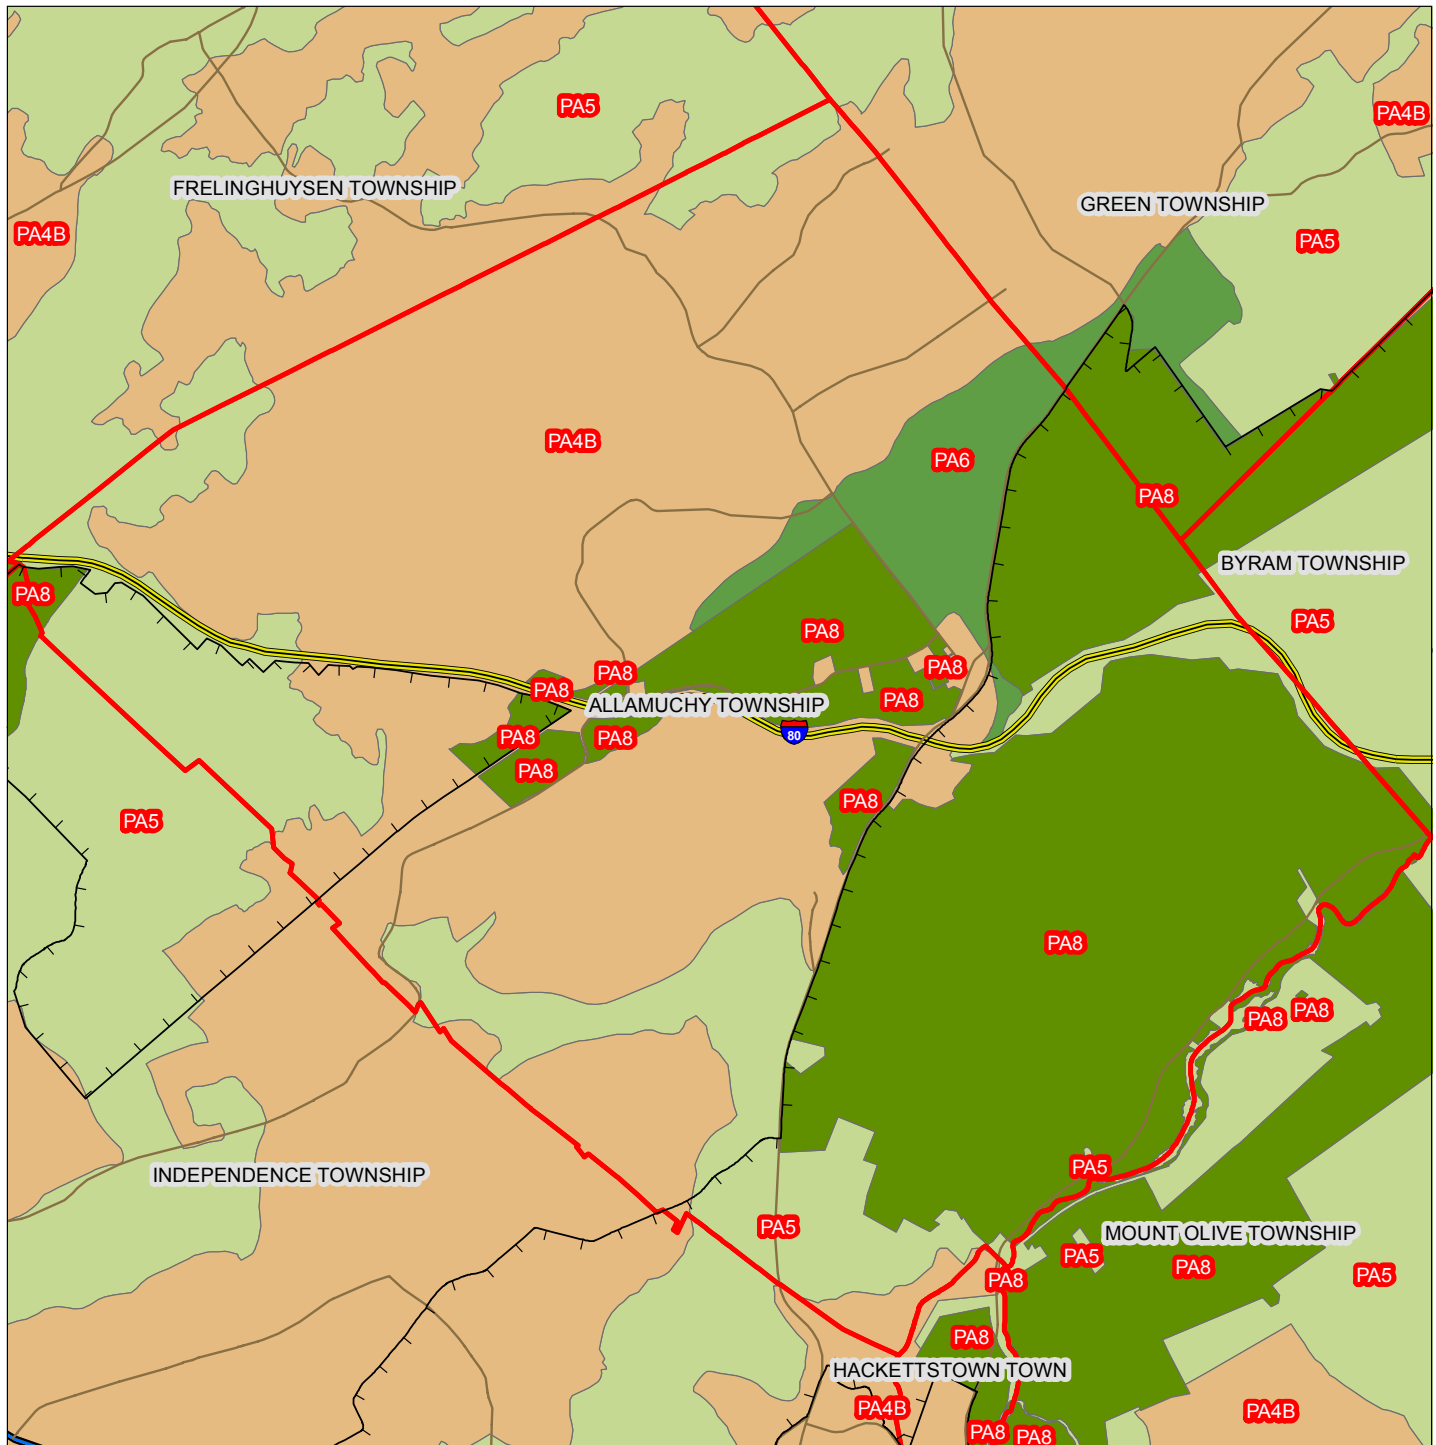 PA5
PA4B
FRELINGHUYSEN TOWNSHIP
GREEN TOWNSHIP
PA4B
PA5
PA4B
PA6
PA8
BYRAM TOWNSHIP
PA8
PA5
PA8
PA8
PA8
PA8
ALLAMUCHY TOWNSHIP
PA8
80
PA8
PA8
PA8
PA8
PA5
PA8
PA8
PA8
PA5
INDEPENDENCE TOWNSHIP
PA5
MOUNT OLIVE TOWNSHIP
PA5
PA8
PA5
PA8
PA8
HACKETTSTOWN TOWN
PA4B
PA4B
PA8
PA8